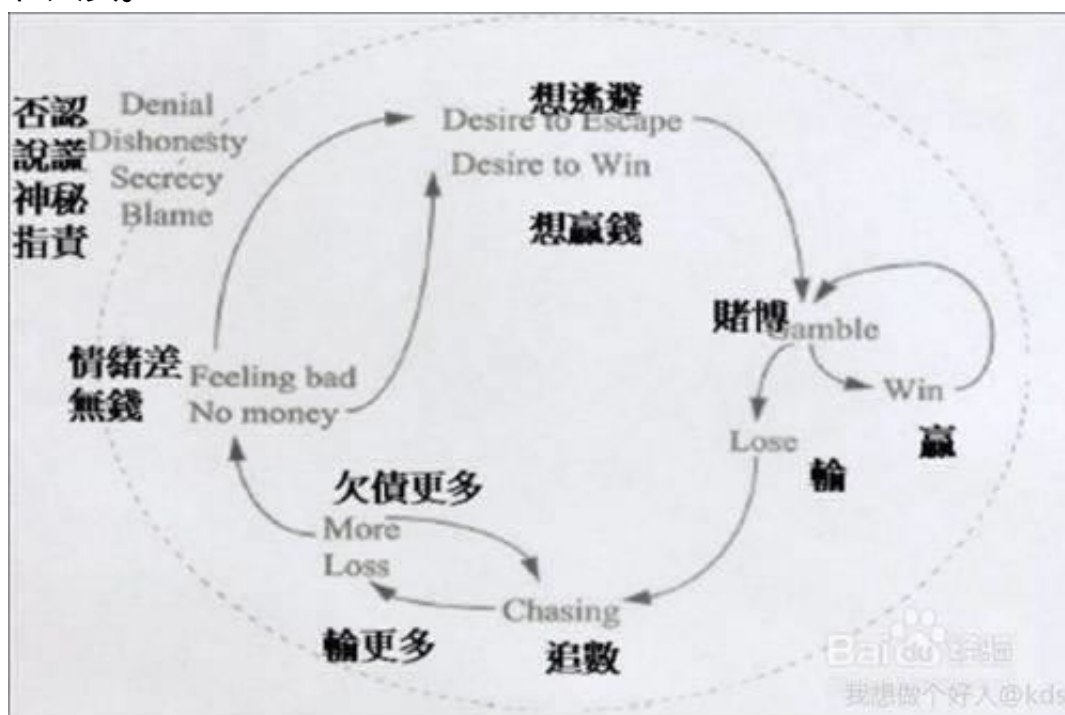 否認
說謊
神秘
指責
Denial
Dishonesty
Secrecy
Blame
想逃避
Desire to Escape
Desire to Win
想贏錢
賭博
Gamble
Win
贏
Lose
輸
情緒差
無錢
Feeling bad
No money
欠債更多
More
Loss
輸更多
Chasing
追數
Baidu
我想做个好人@kds